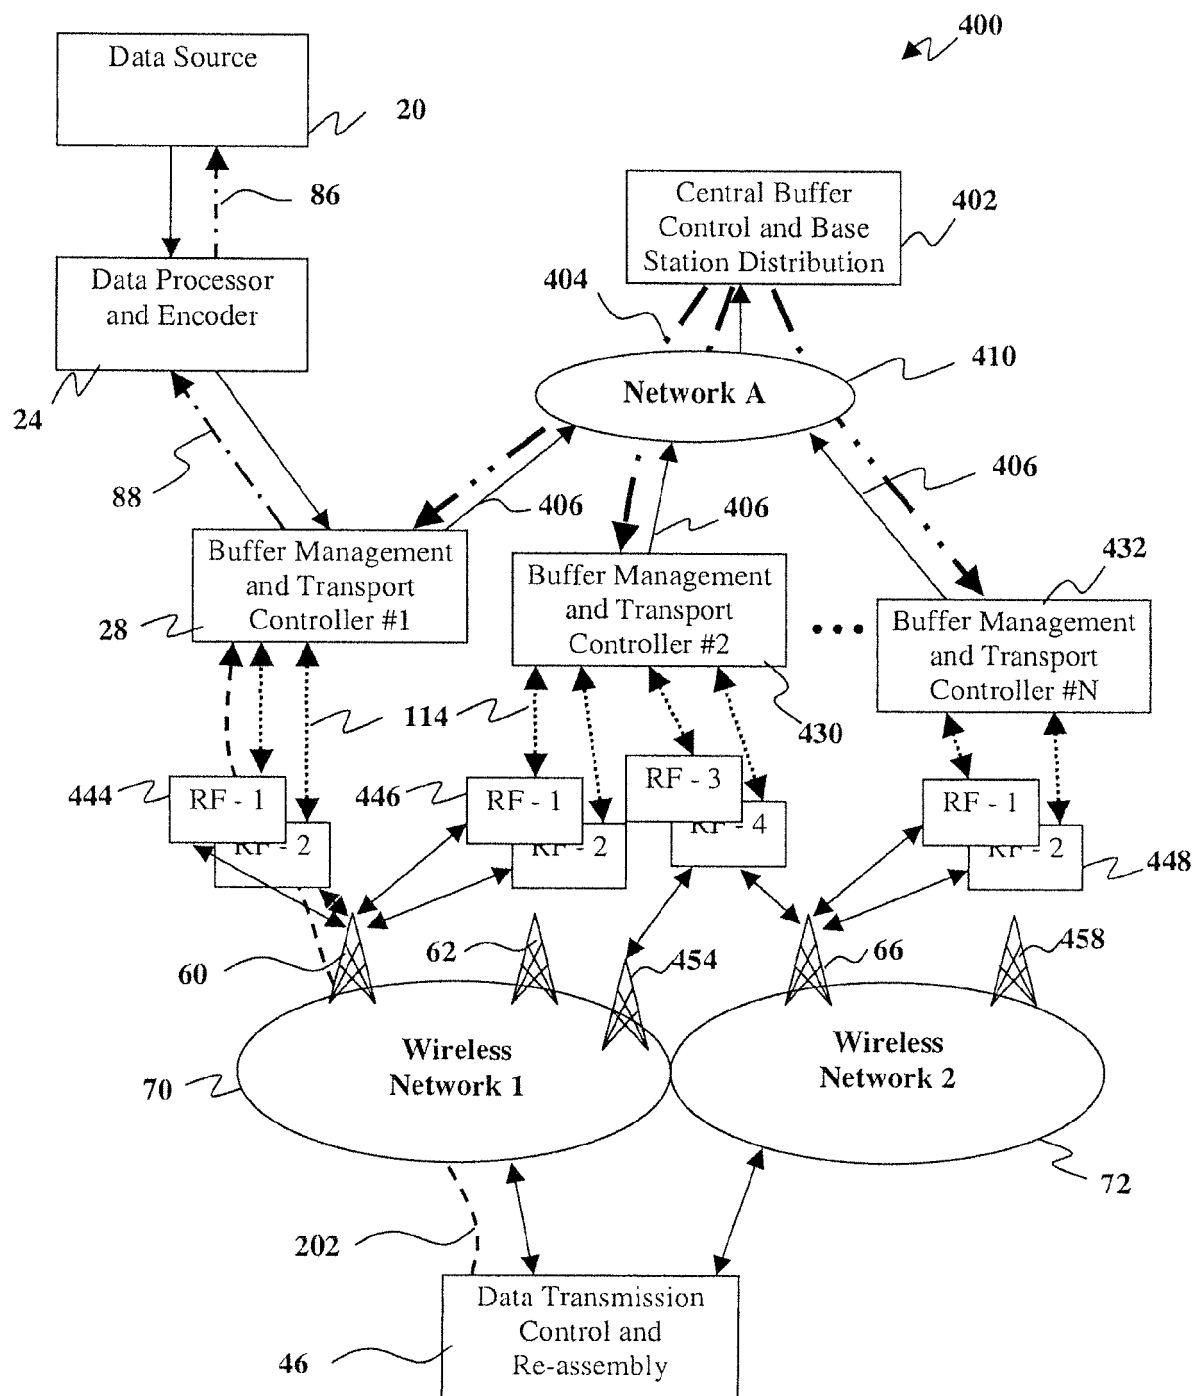 400
Data Source
20
86
Central Buffer
Control and Base
Station Distribution
402
Data Processor
and Encoder
404
410
Network A
24
88
406
406
406
Buffer Management
and Transport
Controller #1
28
Buffer Management
and Transport
Controller #2
430
432
Buffer Management
and Transport
Controller #N
114
444
RF - 1
RF - 2
446
RF - 1
RF - 2
RF - 3
RF - 4
RF - 1
RF - 2
448
60
62
454
66
458
Wireless
Network 1
70
Wireless
Network 2
72
202
Data Transmission
Control and
Re-assembly
46